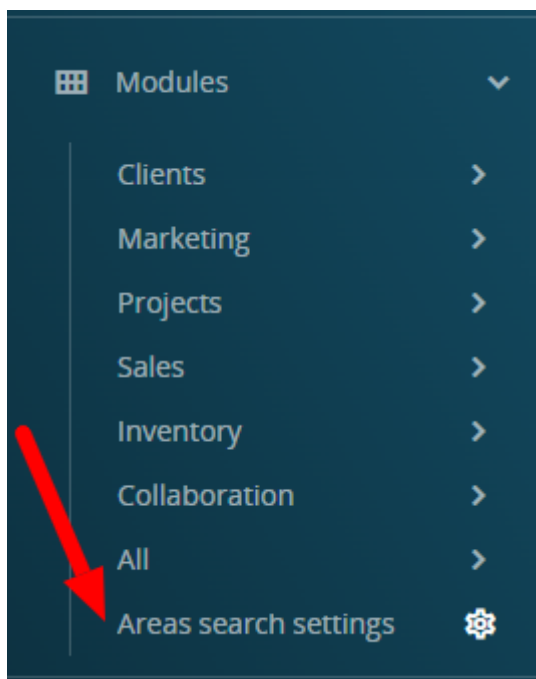 Modules
Clients
Marketing
Projects
Sales
Inventory
Collaboration
All
Areas search settings